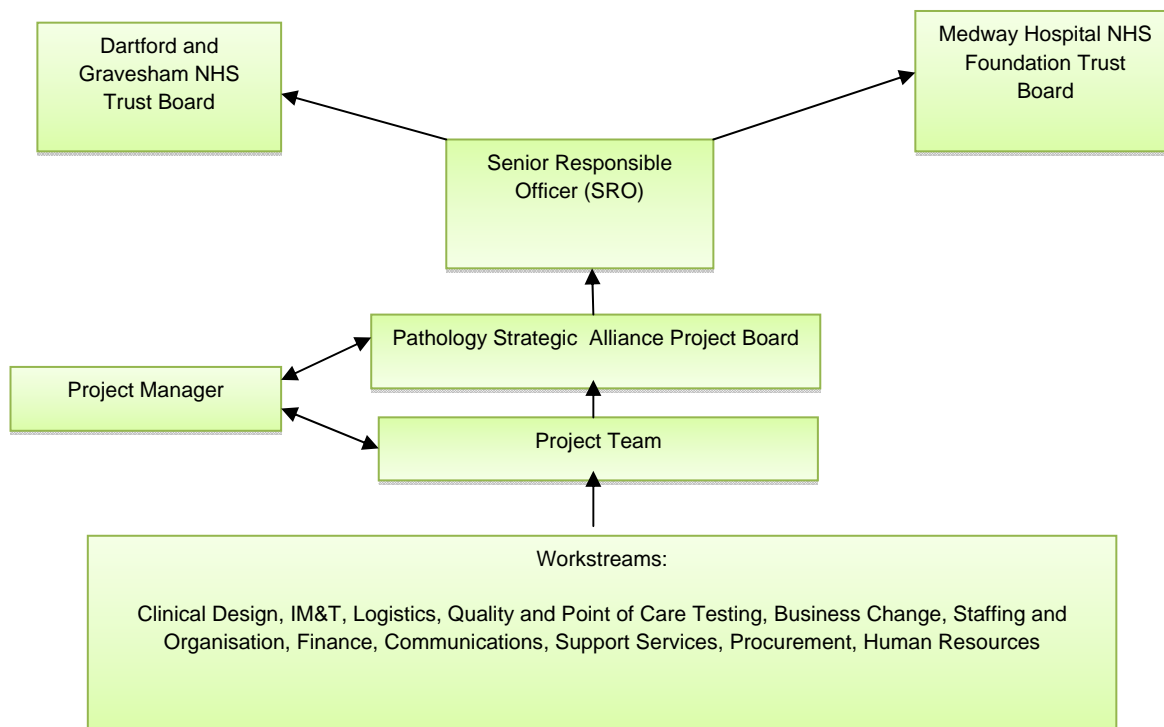 Dartford and
Gravesham NHS
Trust Board
Medway Hospital NHS
Foundation Trust
Board
Senior Responsible
Officer (SRO)
Pathology Strategic  Alliance Project Board
Project Manager
Project Team
Workstreams:
Clinical Design, IM&T, Logistics, Quality and Point of Care Testing, Business Change, Staffing and
Organisation, Finance, Communications, Support Services, Procurement, Human Resources